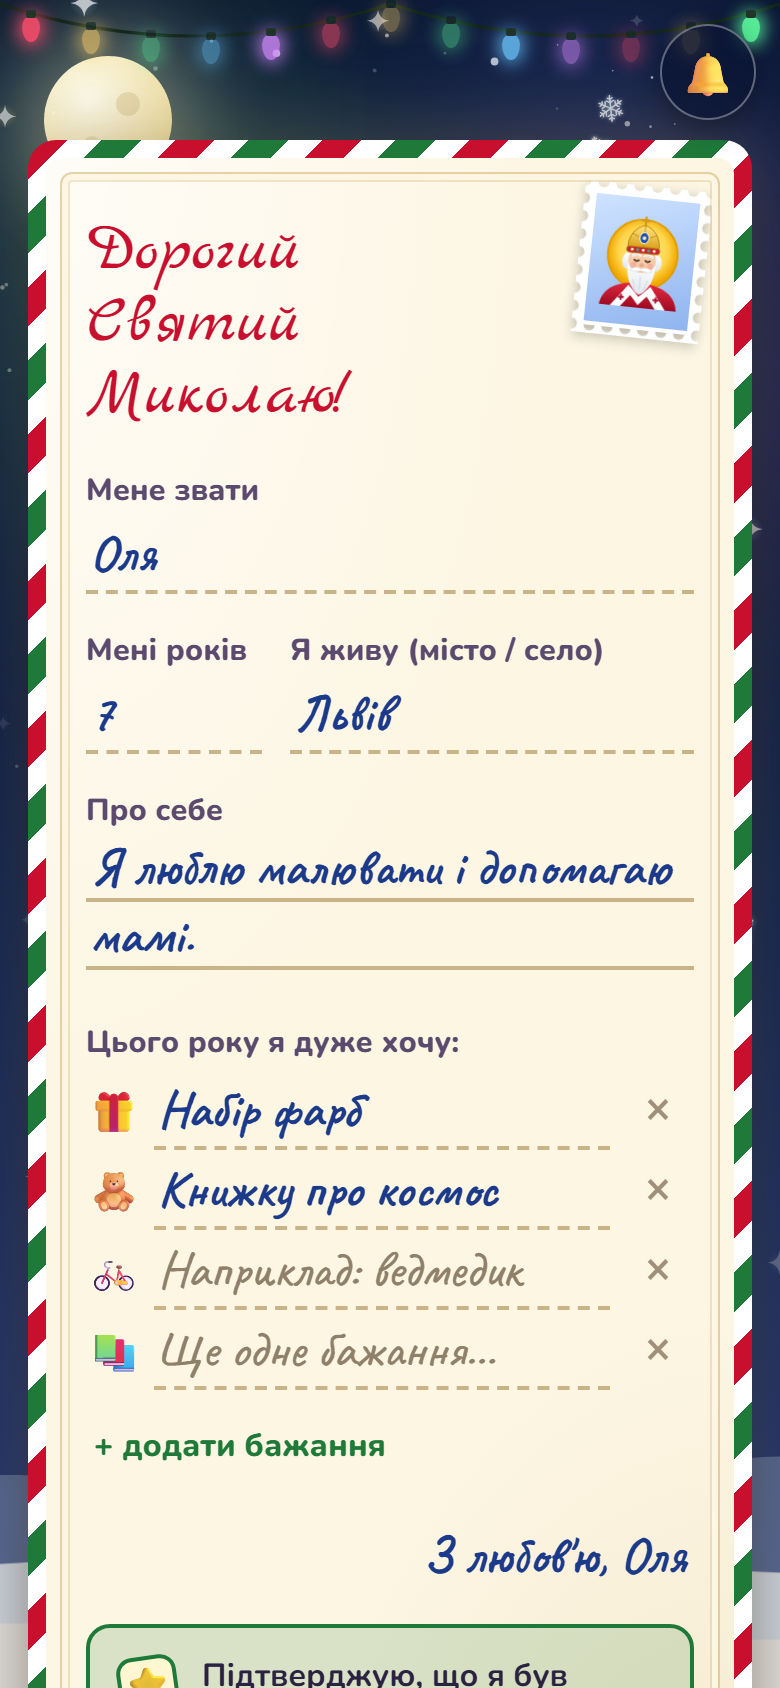 Дорогий
Святий
Миколаю!
Мене звати
Оля
Мені років
Я живу (місто / село)
7
Львів
Про себе
Я люблю малювати і допомагаю
мамі.
Цього року я дуже хочу:
Набір фарб ×
Книжку про космос ×
Наприклад: ведмедик ×
Ще одне бажання... ×
+ додати бажання
З любов'ю, Оля
Підтверджую, що я був